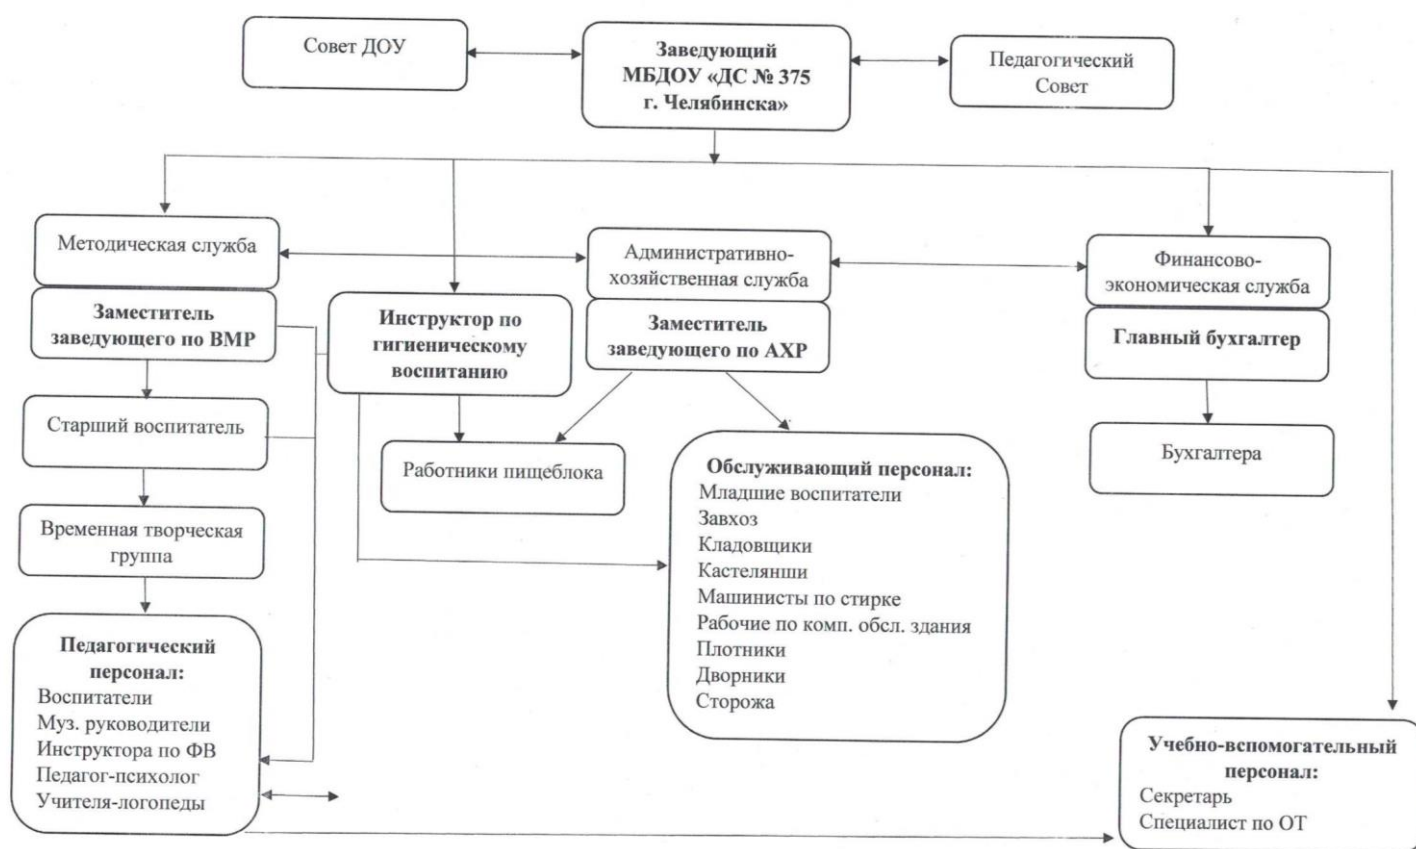 Совет ДОУ
Заведующий
МБДОУ «ДС № 375
г. Челябинска»
Педагогический
Совет
Методическая служба
Административно-
хозяйственная служба
Финансово-
экономическая служба
Заместитель
заведующего по ВМР
Инструктор по
гигиеническому
воспитанию
Заместитель
заведующего по АХР
Главный бухгалтер
Старший воспитатель
Работники пищеблока
Бухгалтера
Временная творческая
группа
Обслуживающий персонал:
Младшие воспитатели
Завхоз
Кладовщики
Кастелянши
Машинисты по стирке
Рабочие по комп. обсл. здания
Плотники
Дворники
Сторожа
Педагогический
персонал:
Воспитатели
Муз. руководители
Инструктора по ФВ
Педагог-психолог
Учителя-логопеды
Учебно-вспомогательный
персонал:
Секретарь
Специалист по ОТ